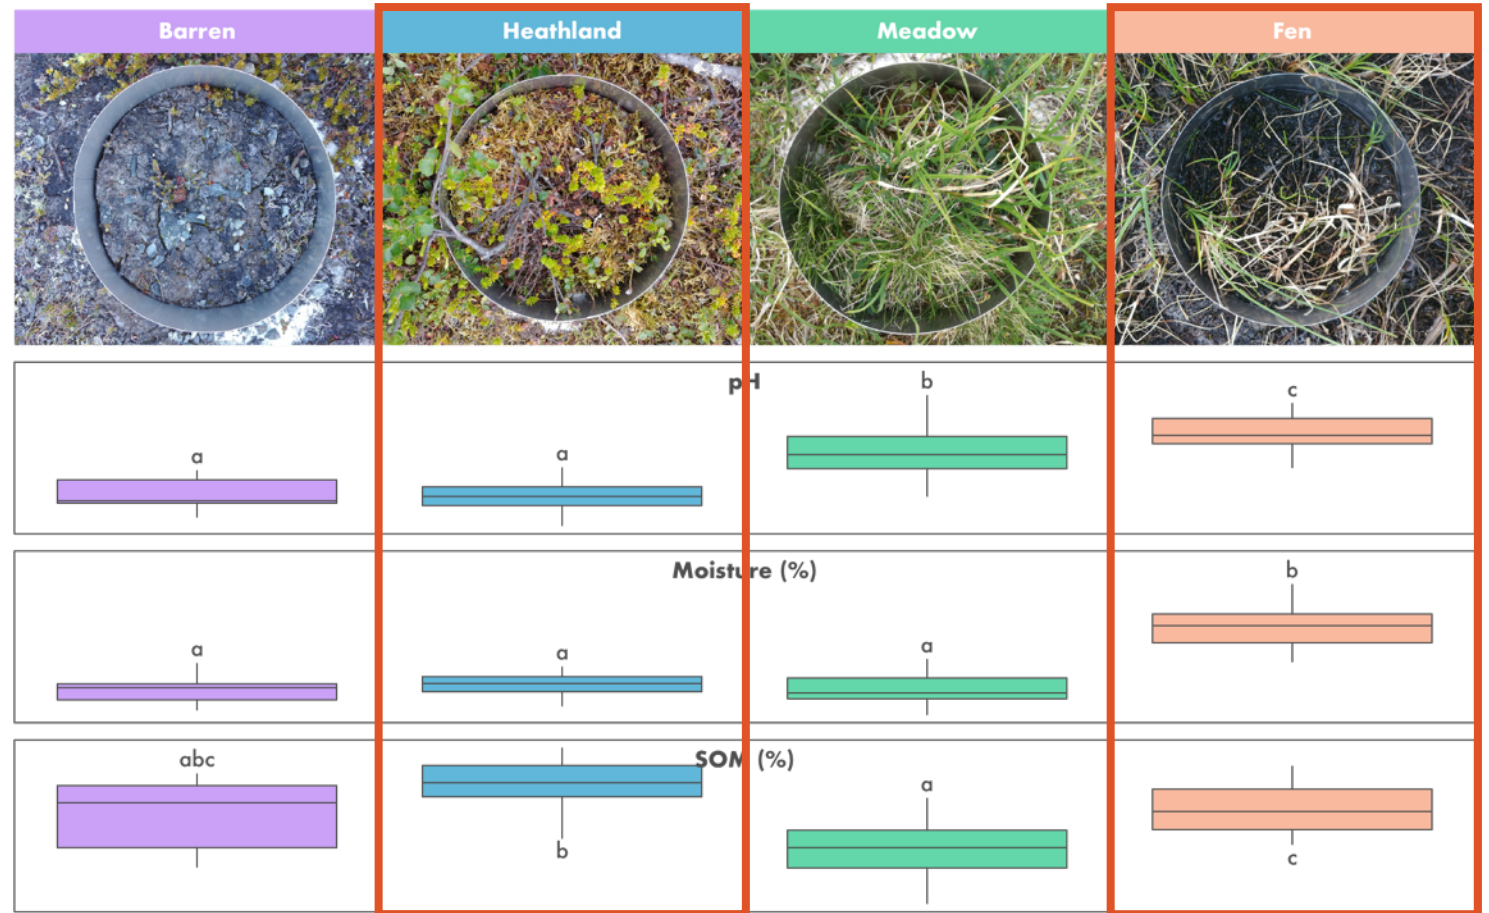 Barren Heathland Meadow Fen
pH
a a b c
Moisture (%)
a a a b
SOM (%)
abc b a c